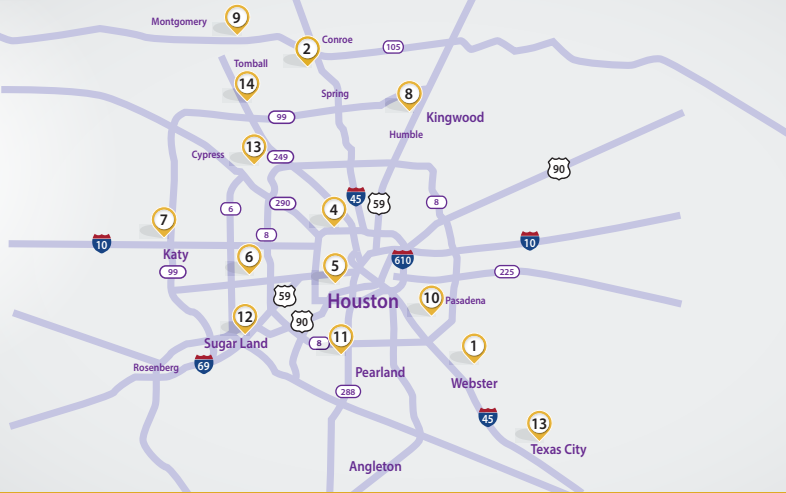 9
Montgomery
Conroe
2
105
Tomball
14
Spring
8
99
Kingwood
Humble
13
249
Cypress
90
45
59
290
6
4
8
7
8
10
10
Katy
6
610
5
99
225
59
Houston
10
Pasadena
90
12
11
8
Sugar Land
1
Rosenberg
69
Pearland
Webster
288
45
13
Texas City
Angleton